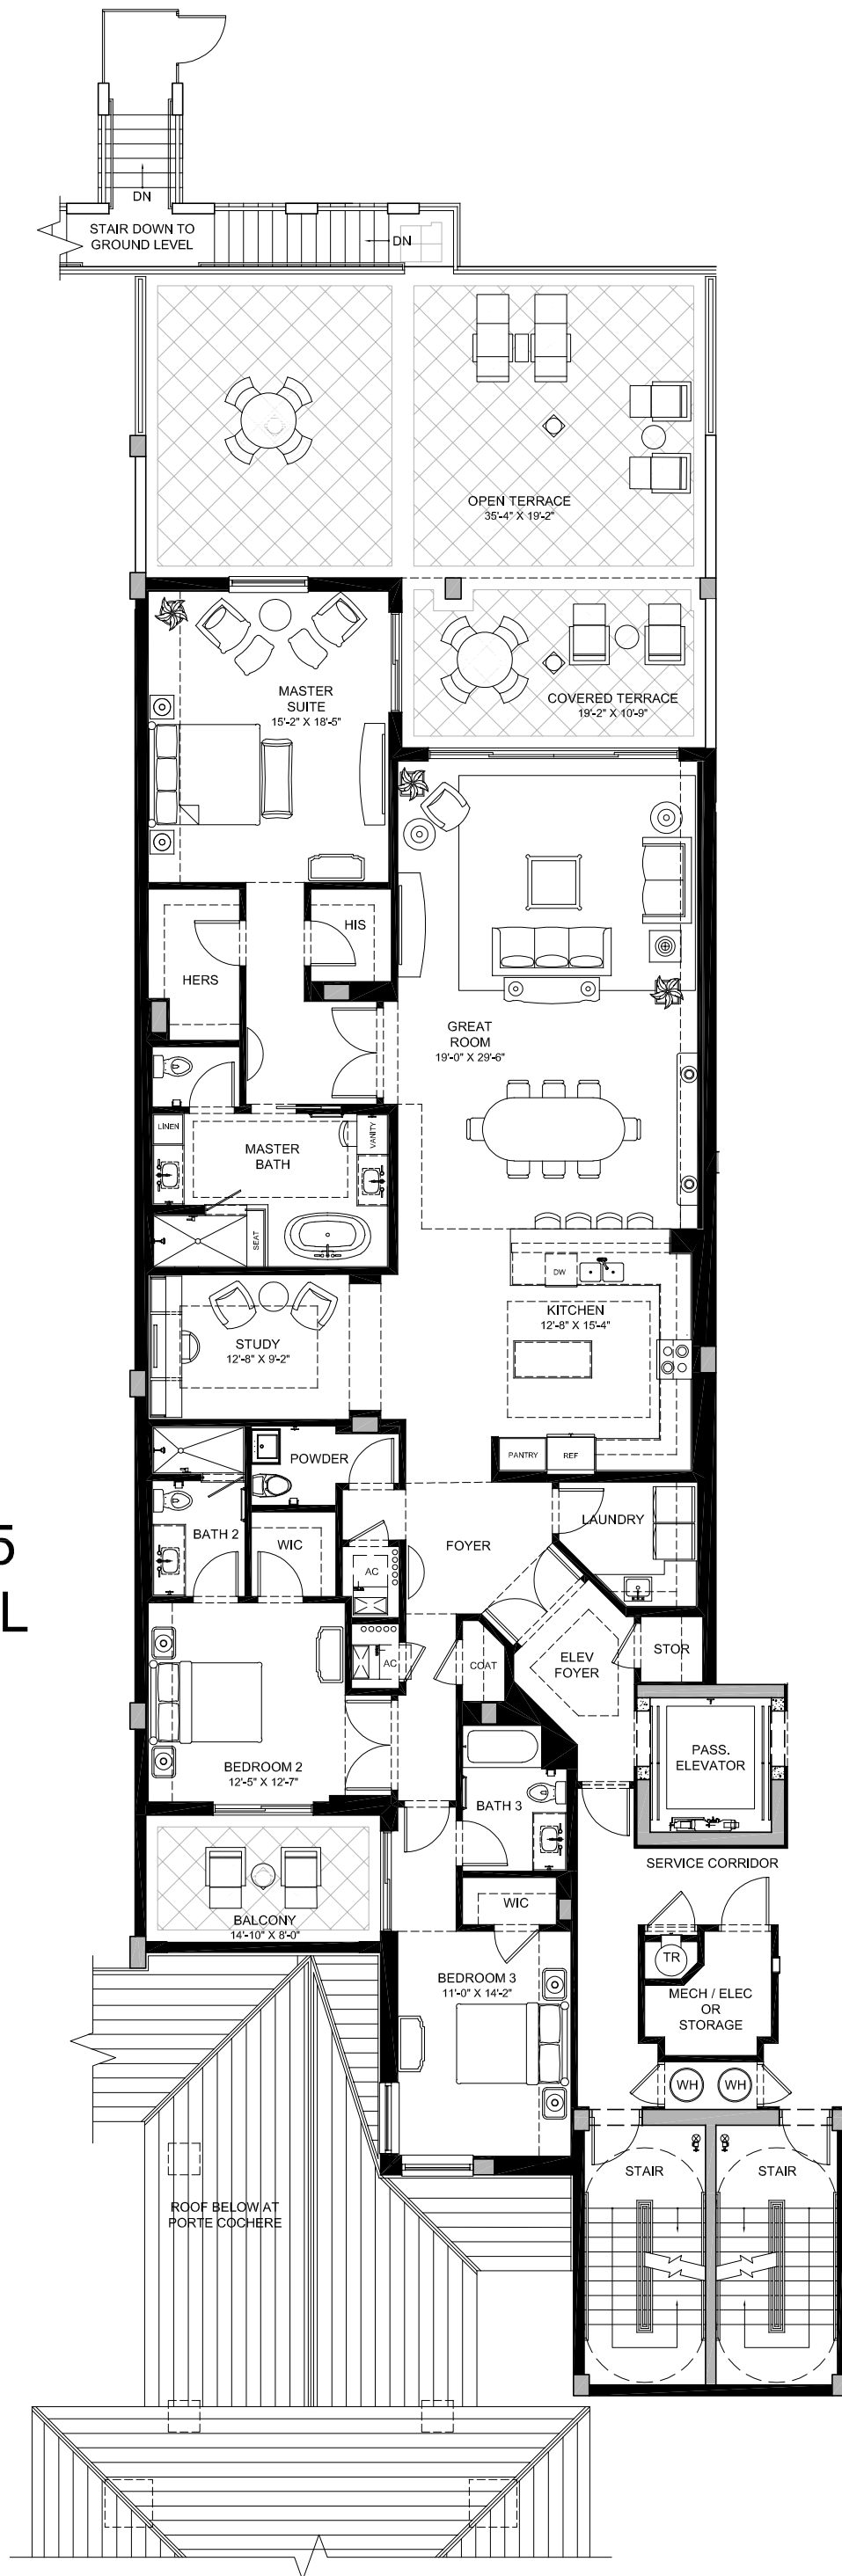 DN
STAIR DOWN TO
GROUND LEVEL
DN
OPEN TERRACE
35'-4" X 19'-2"
MASTER
SUITE
15'-2" X 18'-5"
COVERED TERRACE
19'-2" X 10'-9"
HIS
HERS
GREAT
ROOM
19'-0" X 29'-6"
LINEN
VANITY
MASTER
BATH
SEAT
DW
KITCHEN
12'-8" X 15'-4"
STUDY
12'-8" X 9'-2"
PANTRY
REF
POWDER
5
L
BATH 2
WIC
AC
FOYER
LAUNDRY
AC
COAT
ELEV
FOYER
STOR
PASS.
ELEVATOR
BEDROOM 2
12'-5" X 12'-7"
BATH 3
SERVICE CORRIDOR
BALCONY
14'-10" X 8'-0"
WIC
TR
BEDROOM 3
11'-0" X 14'-2"
MECH / ELEC
OR
STORAGE
WH
WH
STAIR
STAIR
ROOF BELOW AT
PORTE COCHERE